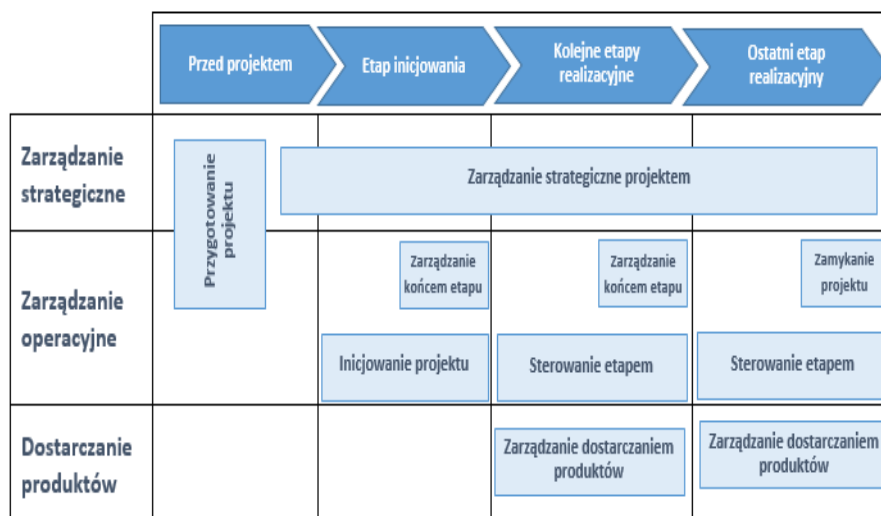 Przed projektem
Etap inicjowania
Kolejne etapy
realizacyjne
Ostatni etap
realizacyjny
Zarządzanie
strategiczne
Przygotowanie
projektu
Zarządzanie strategiczne projektem
Zarządzanie
operacyjne
Zarządzanie
końcem etapu
Zarządzanie
końcem etapu
Zamykanie
projektu
Inicjowanie projektu
Sterowanie etapem
Sterowanie etapem
Dostarczanie
produktów
Zarządzanie dostarczaniem
produktów
Zarządzanie dostarczaniem
produktów